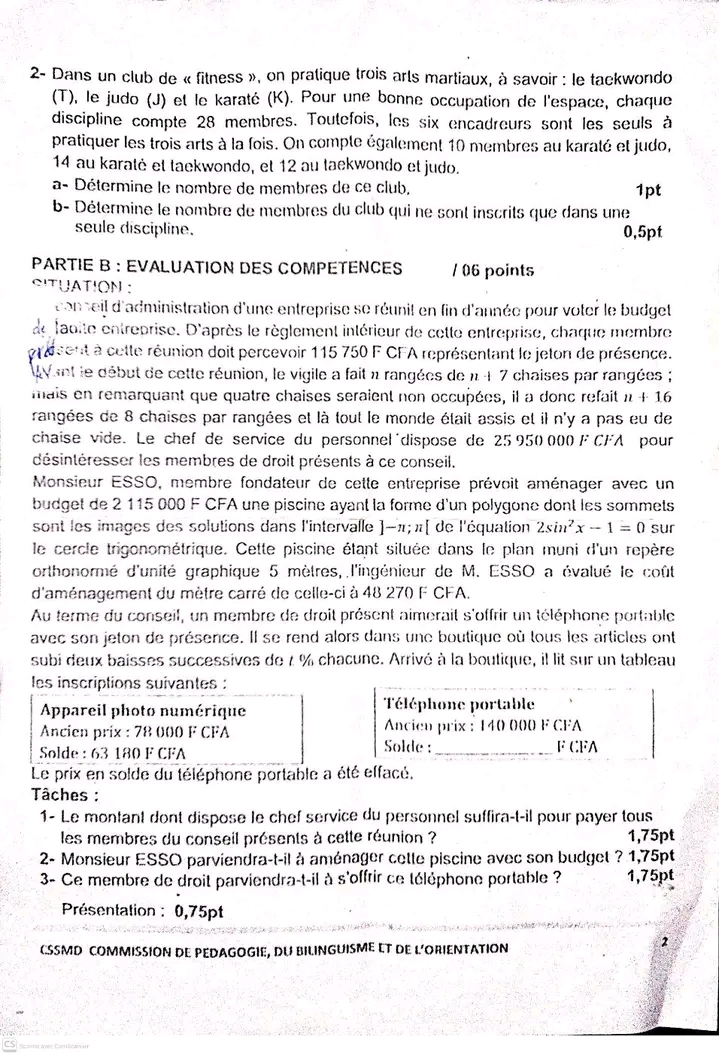 2- Dans un club de « fitness », on pratique trois arts martiaux, à savoir : le taekwondo
(T), le judo (J) et le karaté (K). Pour une bonne occupation de l'espace, chaque
discipline compte 28 membres. Toutefois, les six encadreurs sont les seuls à
pratiquer les trois arts à la fois. On compte également 10 membres au karaté et judo,
14 au karaté et taekwondo, et 12 au taekwondo et judo.
a- Détermine le nombre de membres de ce club. 1pt
b- Détermine le nombre de membres du club qui ne sont inscrits que dans une
seule discipline. 0,5pt
PARTIE B : EVALUATION DES COMPETENCES / 06 points
SITUATION :
conseil d'administration d'une entreprise se réunit en fin d'année pour voter le budget
de ladite entreprise. D'après le règlement intérieur de cette entreprise, chaque membre
présent à cette réunion doit percevoir 115 750 F CFA représentant le jeton de présence.
Avant le début de cette réunion, le vigile a fait n rangées de n + 7 chaises par rangées ;
mais en remarquant que quatre chaises seraient non occupées, il a donc refait n + 16
rangées de 8 chaises par rangées et là tout le monde était assis et il n'y a pas eu de
chaise vide. Le chef de service du personnel dispose de 25 950 000 F CFA pour
désintéresser les membres de droit présents à ce conseil.
Monsieur ESSO, membre fondateur de cette entreprise prévoit aménager avec un
budget de 2 115 000 F CFA une piscine ayant la forme d'un polygone dont les sommets
sont les images des solutions dans l'intervalle ]−π; π[ de l'équation 2sin²x − 1 = 0 sur
le cercle trigonométrique. Cette piscine étant située dans le plan muni d'un repère
orthonormé d'unité graphique 5 mètres, l'ingénieur de M. ESSO a évalué le coût
d'aménagement du mètre carré de celle-ci à 48 270 F CFA.
Au terme du conseil, un membre de droit présent aimerait s'offrir un téléphone portable
avec son jeton de présence. Il se rend alors dans une boutique où tous les articles ont
subi deux baisses successives de t % chacune. Arrivé à la boutique, il lit sur un tableau
les inscriptions suivantes :
Appareil photo numérique
Ancien prix : 78 000 F CFA
Solde : 63 180 F CFA
Téléphone portable
Ancien prix : 140 000 F CFA
Solde : ____________ F CFA
Le prix en solde du téléphone portable a été effacé.
Tâches :
1- Le montant dont dispose le chef service du personnel suffira-t-il pour payer tous
les membres du conseil présents à cette réunion ? 1,75pt
2- Monsieur ESSO parviendra-t-il à aménager cette piscine avec son budget ? 1,75pt
3- Ce membre de droit parviendra-t-il à s'offrir ce téléphone portable ? 1,75pt
Présentation : 0,75pt
CSSMD COMMISSION DE PEDAGOGIE, DU BILINGUISME ET DE L'ORIENTATION 2
CS Scanné avec CamScanner